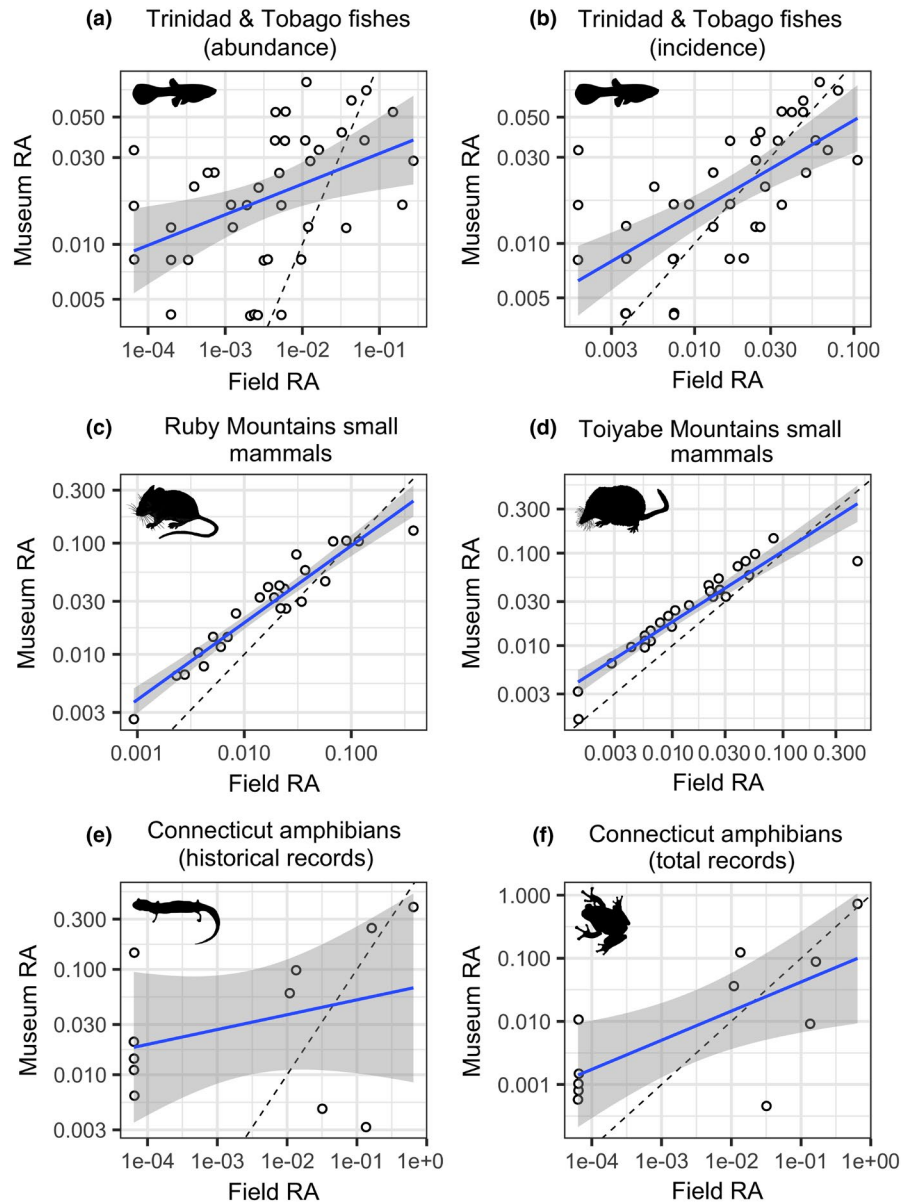 (a) Trinidad & Tobago fishes
(abundance)
Museum RA
0.050
0.030
0.010
0.005
1e-04 1e-03 1e-02 1e-01
Field RA
(b) Trinidad & Tobago fishes
(incidence)
Museum RA
0.050
0.030
0.010
0.005
0.003 0.010 0.030 0.100
Field RA
(c) Ruby Mountains small
mammals
Museum RA
0.300
0.100
0.030
0.010
0.003
0.001 0.010 0.100
Field RA
(d) Toiyabe Mountains small
mammals
Museum RA
0.300
0.100
0.030
0.010
0.003
0.003 0.010 0.030 0.100 0.300
Field RA
(e) Connecticut amphibians
(historical records)
Museum RA
0.300
0.100
0.030
0.010
0.003
1e-04 1e-03 1e-02 1e-01 1e+0
Field RA
(f) Connecticut amphibians
(total records)
Museum RA
1.000
0.100
0.010
0.001
1e-04 1e-03 1e-02 1e-01 1e+00
Field RA